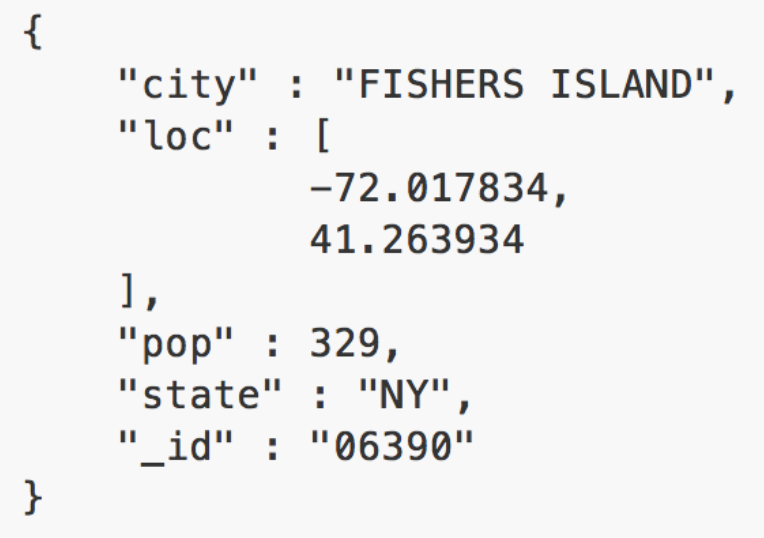 {
"city" : "FISHERS ISLAND",
"loc" : [
-72.017834,
41.263934
],
"pop" : 329,
"state" : "NY",
"_id" : "06390"
}